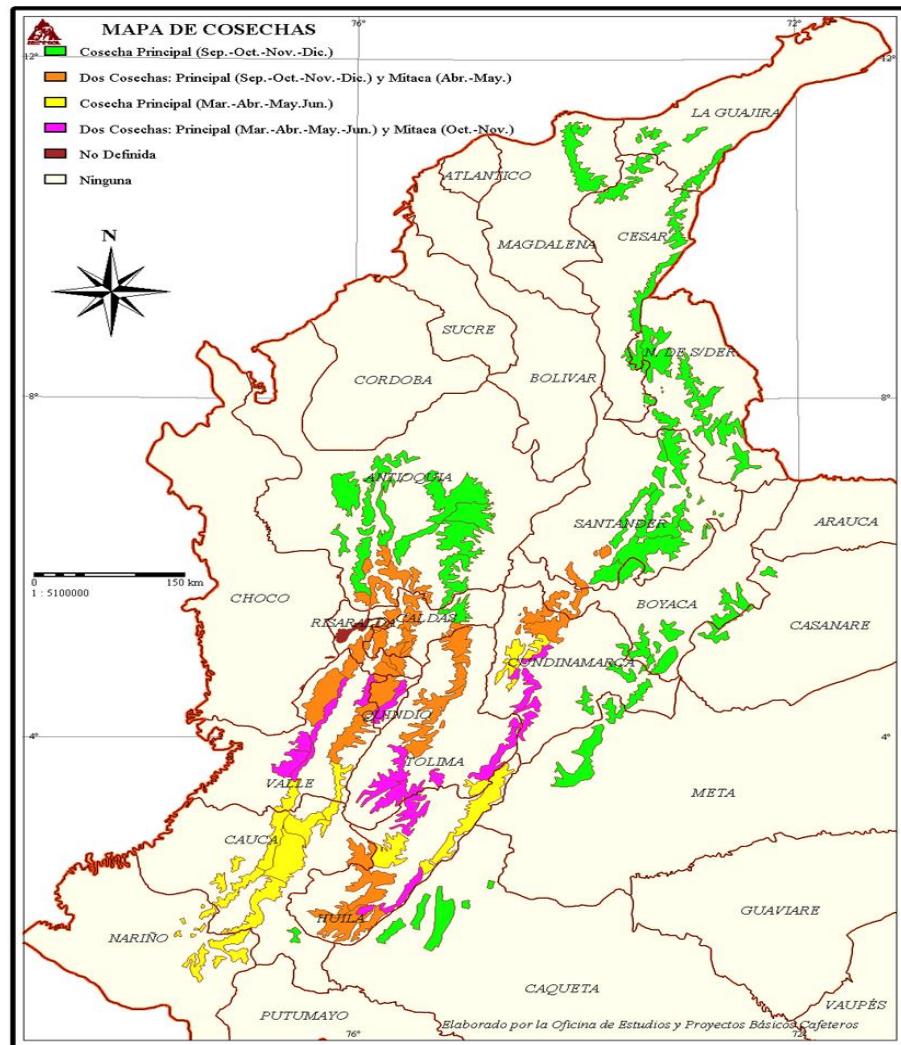 76°
72°
MAPA DE COSECHAS
Cosecha Principal (Sep.-Oct.-Nov.-Dic.)
12°
12°
Dos Cosechas: Principal (Sep.-Oct.-Nov.-Dic.) y Mitaca (Abr.-May.)
Cosecha Principal (Mar.-Abr.-May.Jun.)
LA GUAJIRA
Dos Cosechas: Principal (Mar.-Abr.-May.-Jun.) y Mitaca (Oct.-Nov.)
No Definida
ATLANTICO
Ninguna
N
MAGDALENA
CESAR
SUCRE
N. DE S/DER.
CORDOBA
BOLIVAR
8°
8°
ANTIOQUIA
SANTANDER
ARAUCA
0 150 km
1 : 5100000
CHOCO
BOYACA
RISARALDA
CALDAS
CASANARE
CUNDINAMARCA
QUINDIO
4°
4°
TOLIMA
VALLE
META
CAUCA
GUAVIARE
HUILA
NARIÑO
CAQUETA
VAUPÉS
PUTUMAYO
76°
Elaborado por la Oficina de Estudios y Proyectos Básicos Cafeteros
72°